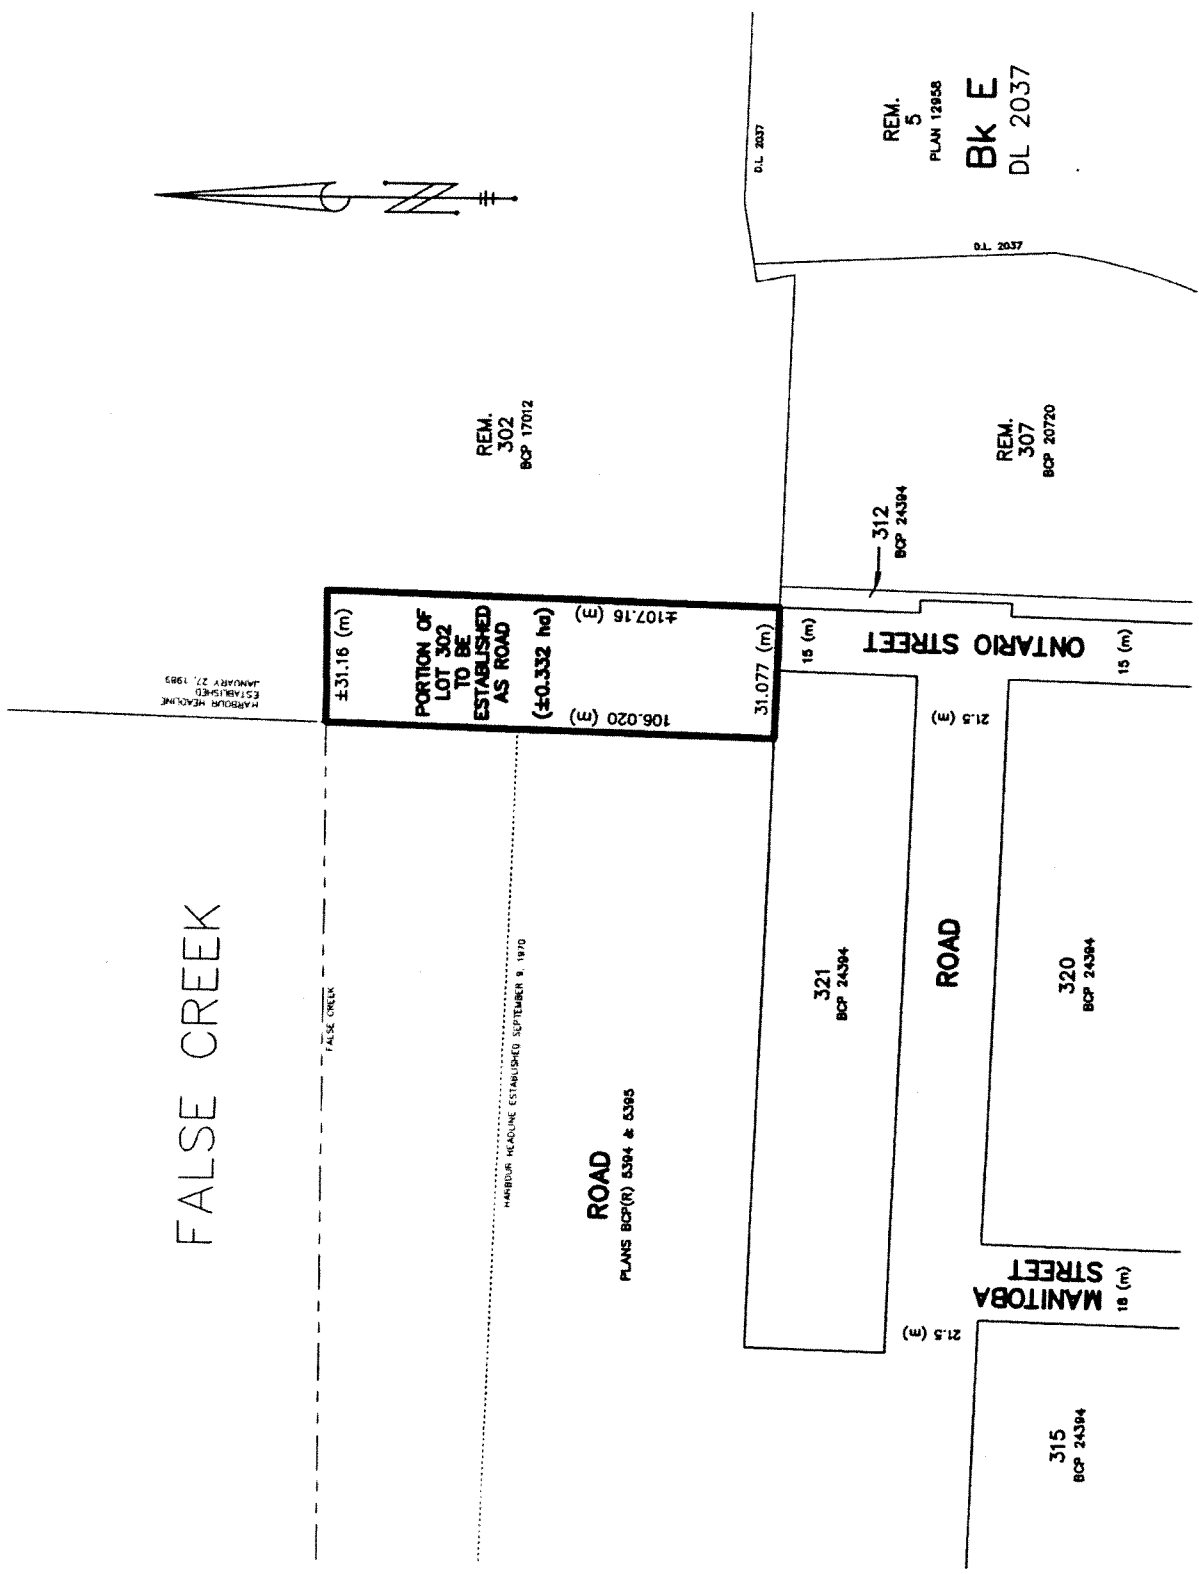 FALSE CREEK
HARBOUR HEADLINE
ESTABLISHED
JANUARY 27, 1989
FALSE CREEK
HARBOUR HEADLINE ESTABLISHED SEPTEMBER 9, 1970
±31.16 (m)
PORTION OF
LOT 302
TO BE
ESTABLISHED
AS ROAD
(±0.332 ha)
106.020 (m)
±107.16 (m)
31.077 (m)
REM.
302
BCP 17012
ROAD
PLANS BCP(R) 5394 & 5395
D.L. 2037
REM.
5
PLAN 12958
Bk E
DL 2037
D.L. 2037
15 (m)
ONTARIO STREET
15 (m)
312
BCP 24394
REM.
307
BCP 20720
321
BCP 24394
21.5 (m)
ROAD
21.5 (m)
320
BCP 24394
MANITOBA
STREET
18 (m)
315
BCP 24394